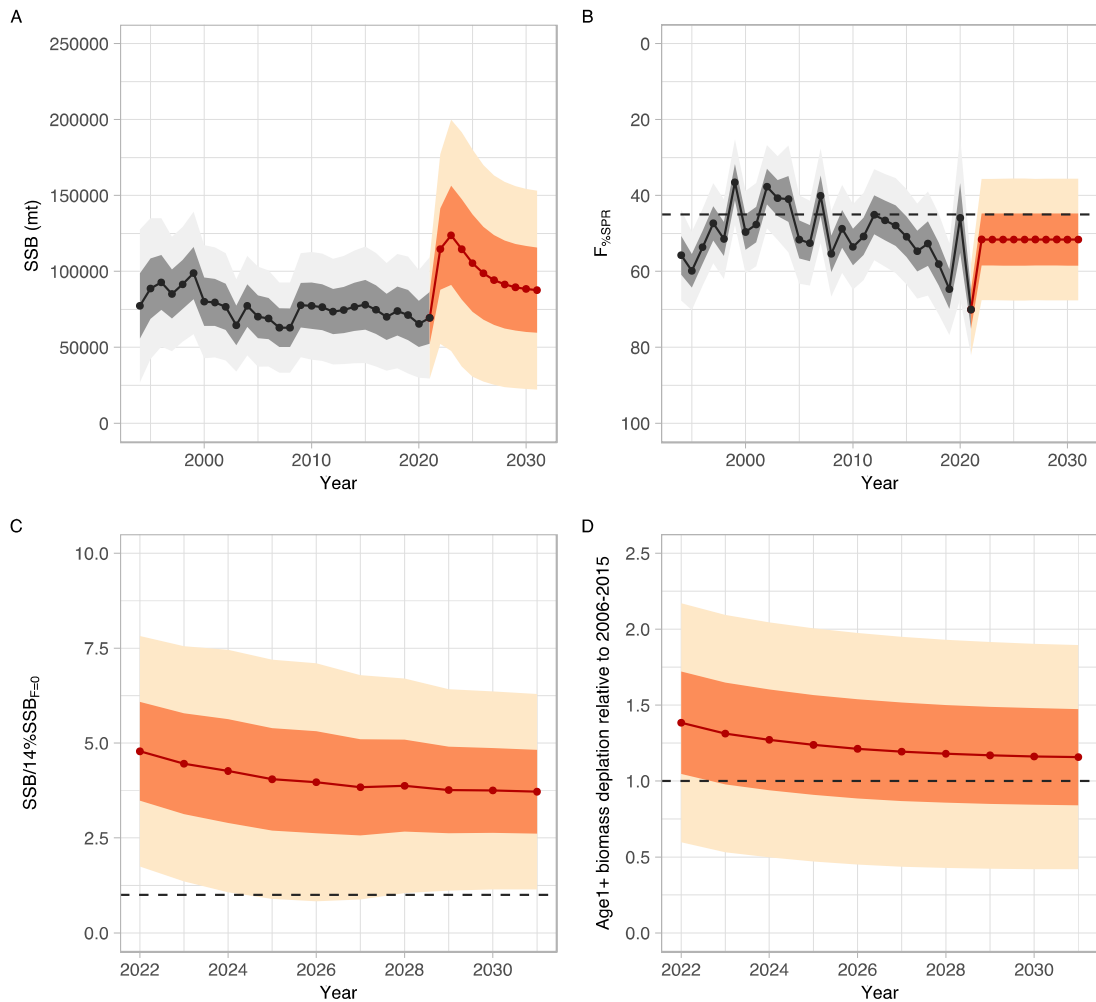 A
SSB (mt)
250000
200000
150000
100000
50000
0
2000 2010 2020 2030
Year
B
F%SPR
0
20
40
60
80
100
2000 2010 2020 2030
Year
C
SSB/14%SSBF=0
10.0
7.5
5.0
2.5
0.0
2022 2024 2026 2028 2030
Year
D
Age1+ biomass deplation relative to 2006-2015
2.5
2.0
1.5
1.0
0.5
0.0
2022 2024 2026 2028 2030
Year